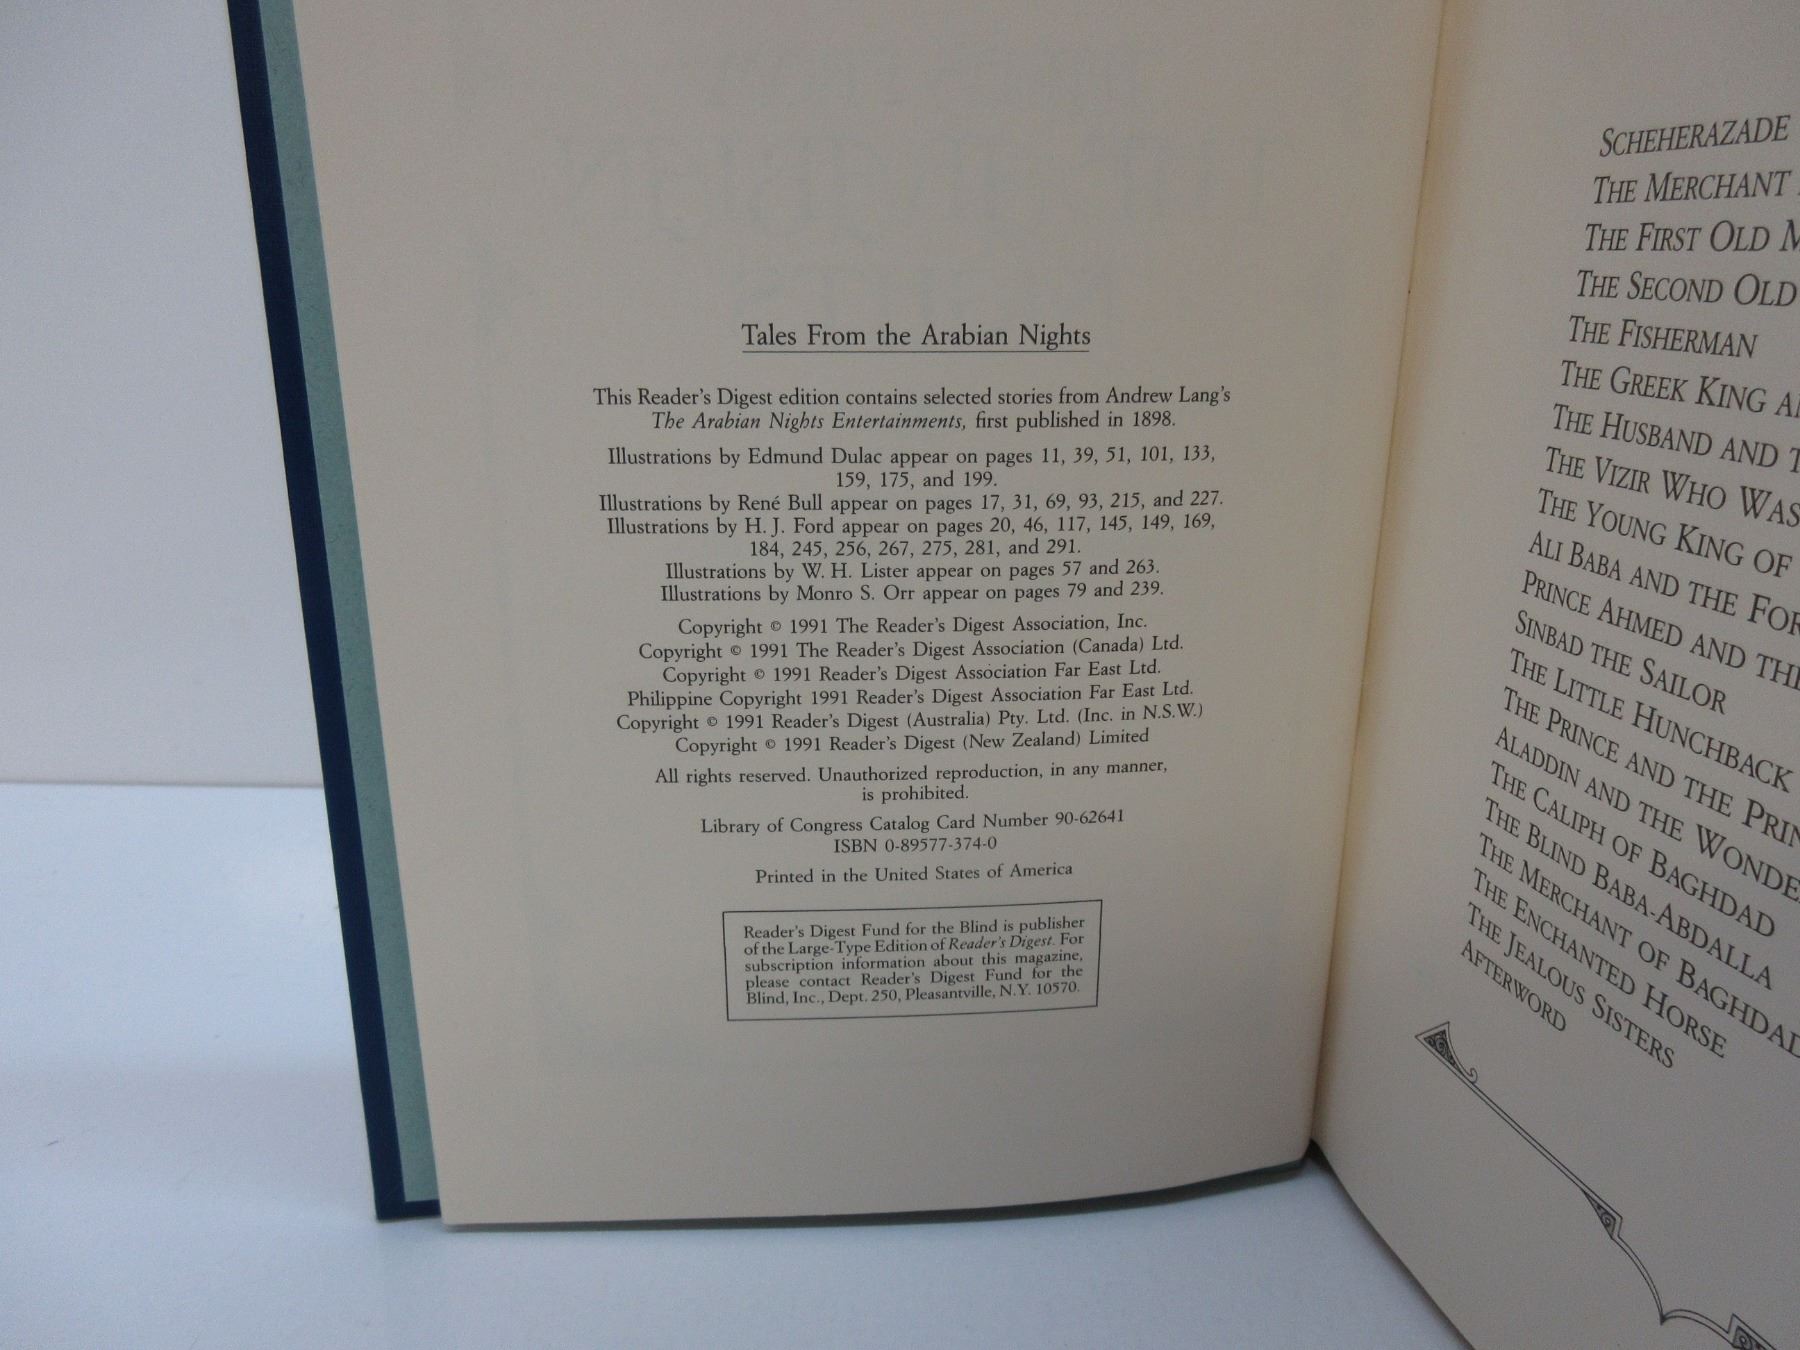 Tales From the Arabian Nights
This Reader's Digest edition contains selected stories from Andrew Lang's
The Arabian Nights Entertainments, first published in 1898.
Illustrations by Edmund Dulac appear on pages 11, 39, 51, 101, 133,
159, 175, and 199.
Illustrations by René Bull appear on pages 17, 31, 69, 93, 215, and 227.
Illustrations by H. J. Ford appear on pages 20, 46, 117, 145, 149, 169,
184, 245, 256, 267, 275, 281, and 291.
Illustrations by W. H. Lister appear on pages 57 and 263.
Illustrations by Monro S. Orr appear on pages 79 and 239.
Copyright © 1991 The Reader's Digest Association, Inc.
Copyright © 1991 The Reader's Digest Association (Canada) Ltd.
Copyright © 1991 Reader's Digest Association Far East Ltd.
Philippine Copyright 1991 Reader's Digest Association Far East Ltd.
Copyright © 1991 Reader's Digest (Australia) Pty. Ltd. (Inc. in N.S.W.)
Copyright © 1991 Reader's Digest (New Zealand) Limited
All rights reserved. Unauthorized reproduction, in any manner,
is prohibited.
Library of Congress Catalog Card Number 90-62641
ISBN 0-89577-374-0
Printed in the United States of America
Reader's Digest Fund for the Blind is publisher
of the Large-Type Edition of Reader's Digest. For
subscription information about this magazine,
please contact Reader's Digest Fund for the
Blind, Inc., Dept. 250, Pleasantville, N.Y. 10570.
SCHEHERAZADE
THE MERCHANT
THE FIRST OLD
THE SECOND OLD
THE FISHERMAN
THE GREEK KING
THE HUSBAND AND
THE VIZIR WHO WAS
THE YOUNG KING OF
ALI BABA AND THE
PRINCE AHMED AND THE
SINBAD THE SAILOR
THE LITTLE HUNCHBACK
THE PRINCE AND THE
ALADDIN AND THE
THE CALIPH OF BAGHDAD
THE BLIND BABA-ABDALLA
THE MERCHANT OF BAGHDAD
THE ENCHANTED HORSE
THE JEALOUS SISTERS
AFTERWORD